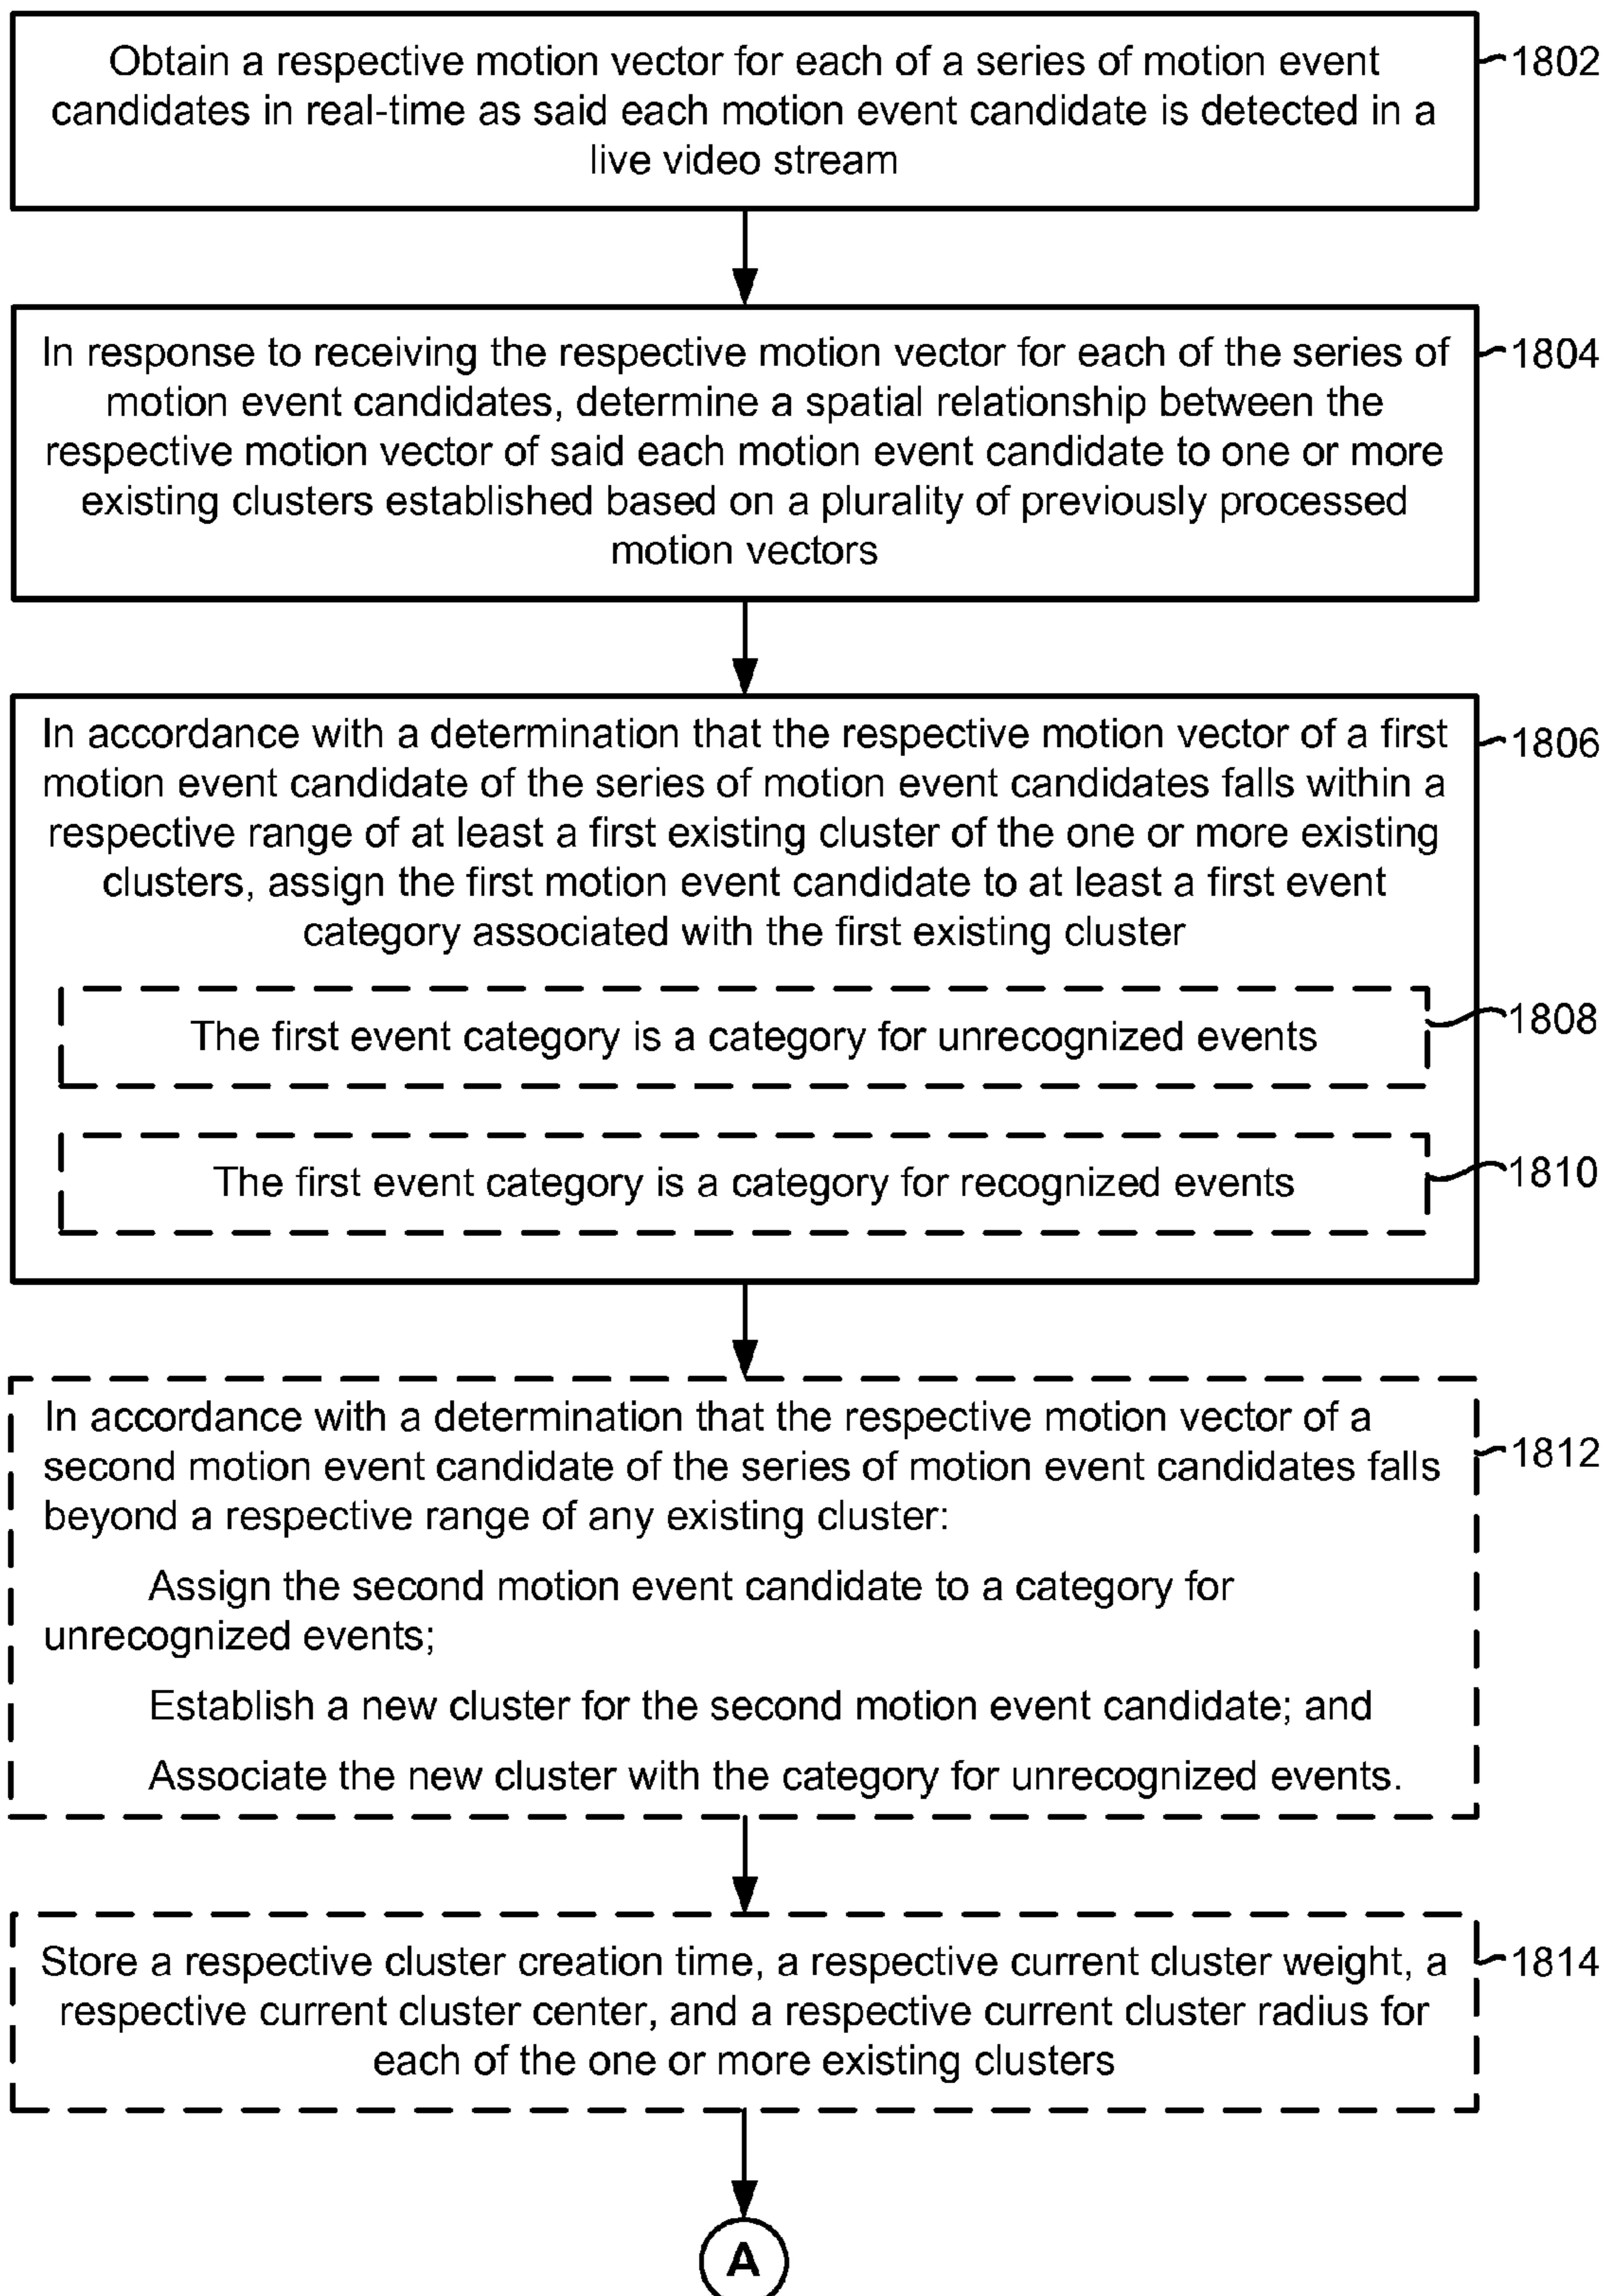 Obtain a respective motion vector for each of a series of motion event
candidates in real-time as said each motion event candidate is detected in a
live video stream
1802
In response to receiving the respective motion vector for each of the series of
motion event candidates, determine a spatial relationship between the
respective motion vector of said each motion event candidate to one or more
existing clusters established based on a plurality of previously processed
motion vectors
1804
In accordance with a determination that the respective motion vector of a first
motion event candidate of the series of motion event candidates falls within a
respective range of at least a first existing cluster of the one or more existing
clusters, assign the first motion event candidate to at least a first event
category associated with the first existing cluster
1806
The first event category is a category for unrecognized events
1808
The first event category is a category for recognized events
1810
In accordance with a determination that the respective motion vector of a
second motion event candidate of the series of motion event candidates falls
beyond a respective range of any existing cluster:
Assign the second motion event candidate to a category for
unrecognized events;
Establish a new cluster for the second motion event candidate; and
Associate the new cluster with the category for unrecognized events.
1812
Store a respective cluster creation time, a respective current cluster weight, a
respective current cluster center, and a respective current cluster radius for
each of the one or more existing clusters
1814
A